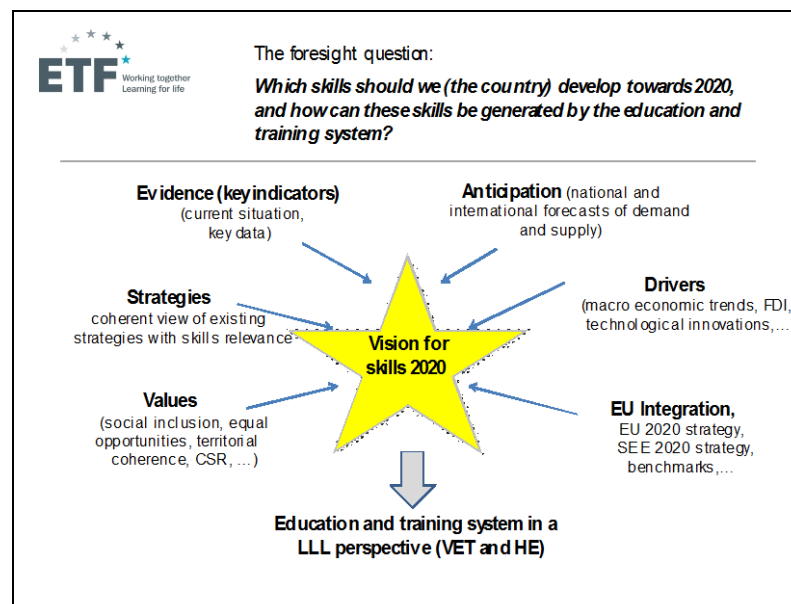 ETF
Working together
Learning for life
The foresight question:
Which skills should we (the country) develop towards 2020,
and how can these skills be generated by the education and
training system?
Evidence (key indicators)
(current situation,
key data)
Anticipation (national and
international forecasts of demand
and supply)
Strategies
coherent view of existing
strategies with skills relevance
Drivers
(macro economic trends, FDI,
technological innovations,...
Vision for
skills 2020
Values
(social inclusion, equal
opportunities, territorial
coherence, CSR, ...)
EU Integration,
EU 2020 strategy,
SEE 2020 strategy,
benchmarks,...
Education and training system in a
LLL perspective (VET and HE)